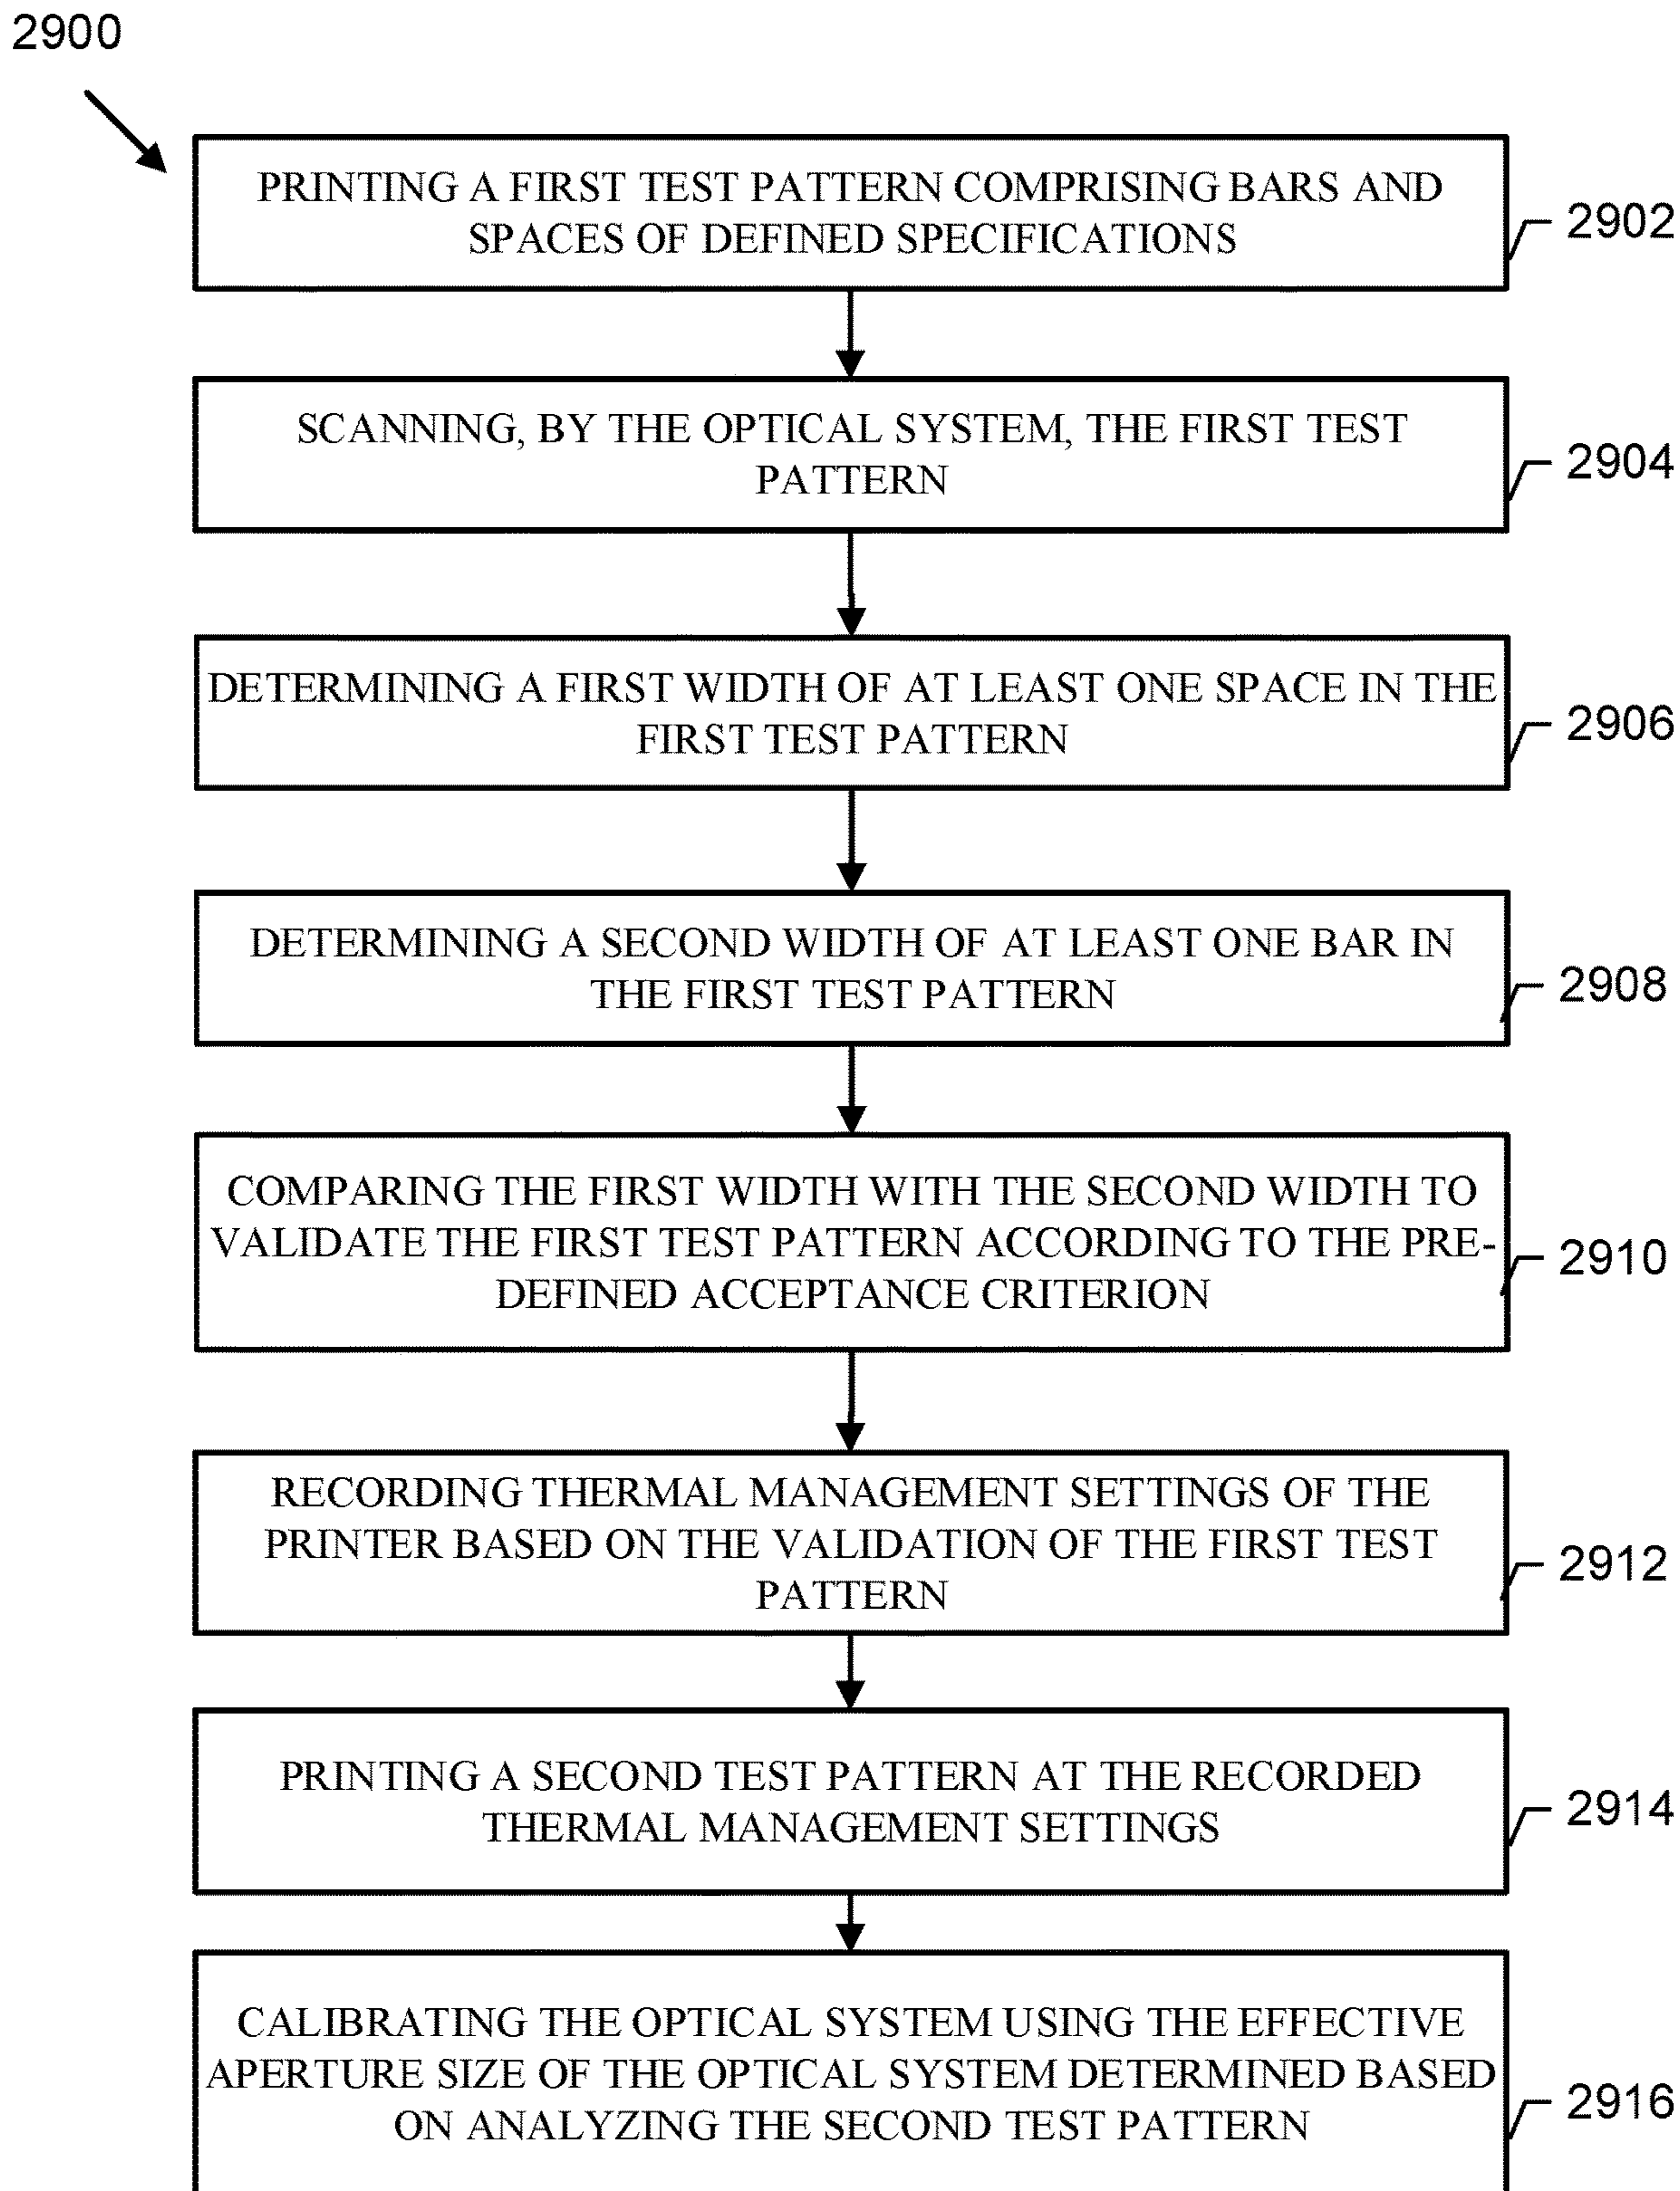 2900
PRINTING A FIRST TEST PATTERN COMPRISING BARS AND
SPACES OF DEFINED SPECIFICATIONS
2902
SCANNING, BY THE OPTICAL SYSTEM, THE FIRST TEST
PATTERN
2904
DETERMINING A FIRST WIDTH OF AT LEAST ONE SPACE IN THE
FIRST TEST PATTERN
2906
DETERMINING A SECOND WIDTH OF AT LEAST ONE BAR IN
THE FIRST TEST PATTERN
2908
COMPARING THE FIRST WIDTH WITH THE SECOND WIDTH TO
VALIDATE THE FIRST TEST PATTERN ACCORDING TO THE PRE-
DEFINED ACCEPTANCE CRITERION
2910
RECORDING THERMAL MANAGEMENT SETTINGS OF THE
PRINTER BASED ON THE VALIDATION OF THE FIRST TEST
PATTERN
2912
PRINTING A SECOND TEST PATTERN AT THE RECORDED
THERMAL MANAGEMENT SETTINGS
2914
CALIBRATING THE OPTICAL SYSTEM USING THE EFFECTIVE
APERTURE SIZE OF THE OPTICAL SYSTEM DETERMINED BASED
ON ANALYZING THE SECOND TEST PATTERN
2916